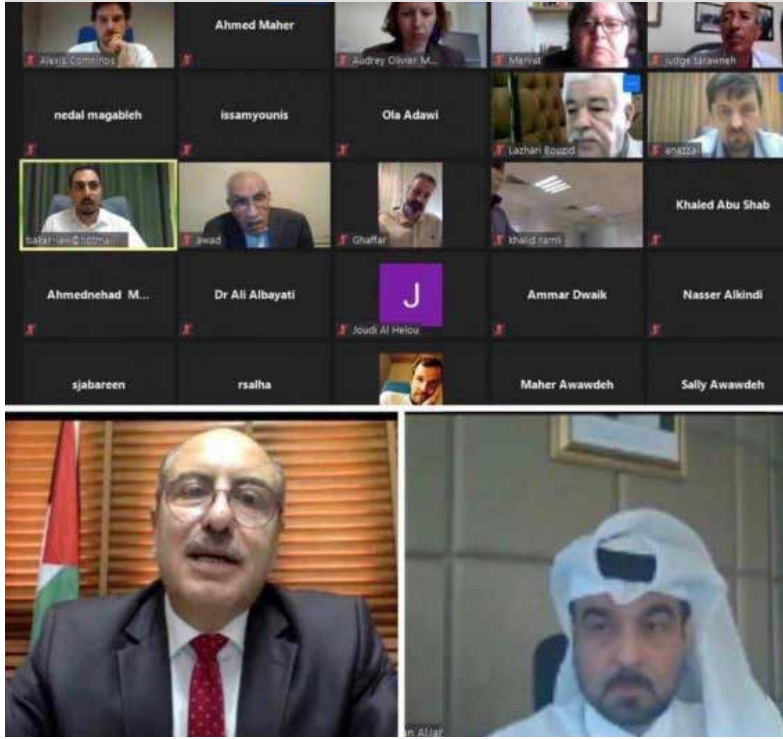 Alexis Comninos
Ahmed Maher
Audrey Olivier M...
Mervat
judge.tarawneh
nedal magableh
issamyounis
Ola Adawi
Lazhari Bouzid
anazzal
awad
Ghaffar
khalid ramli
Khaled Abu Shab
Ahmednehad M...
Dr Ali Albayati
J
Joudi Al Helou
Ammar Dwaik
Nasser Alkindi
sjabareen
rsalha
Maher Awawdeh
Sally Awawdeh